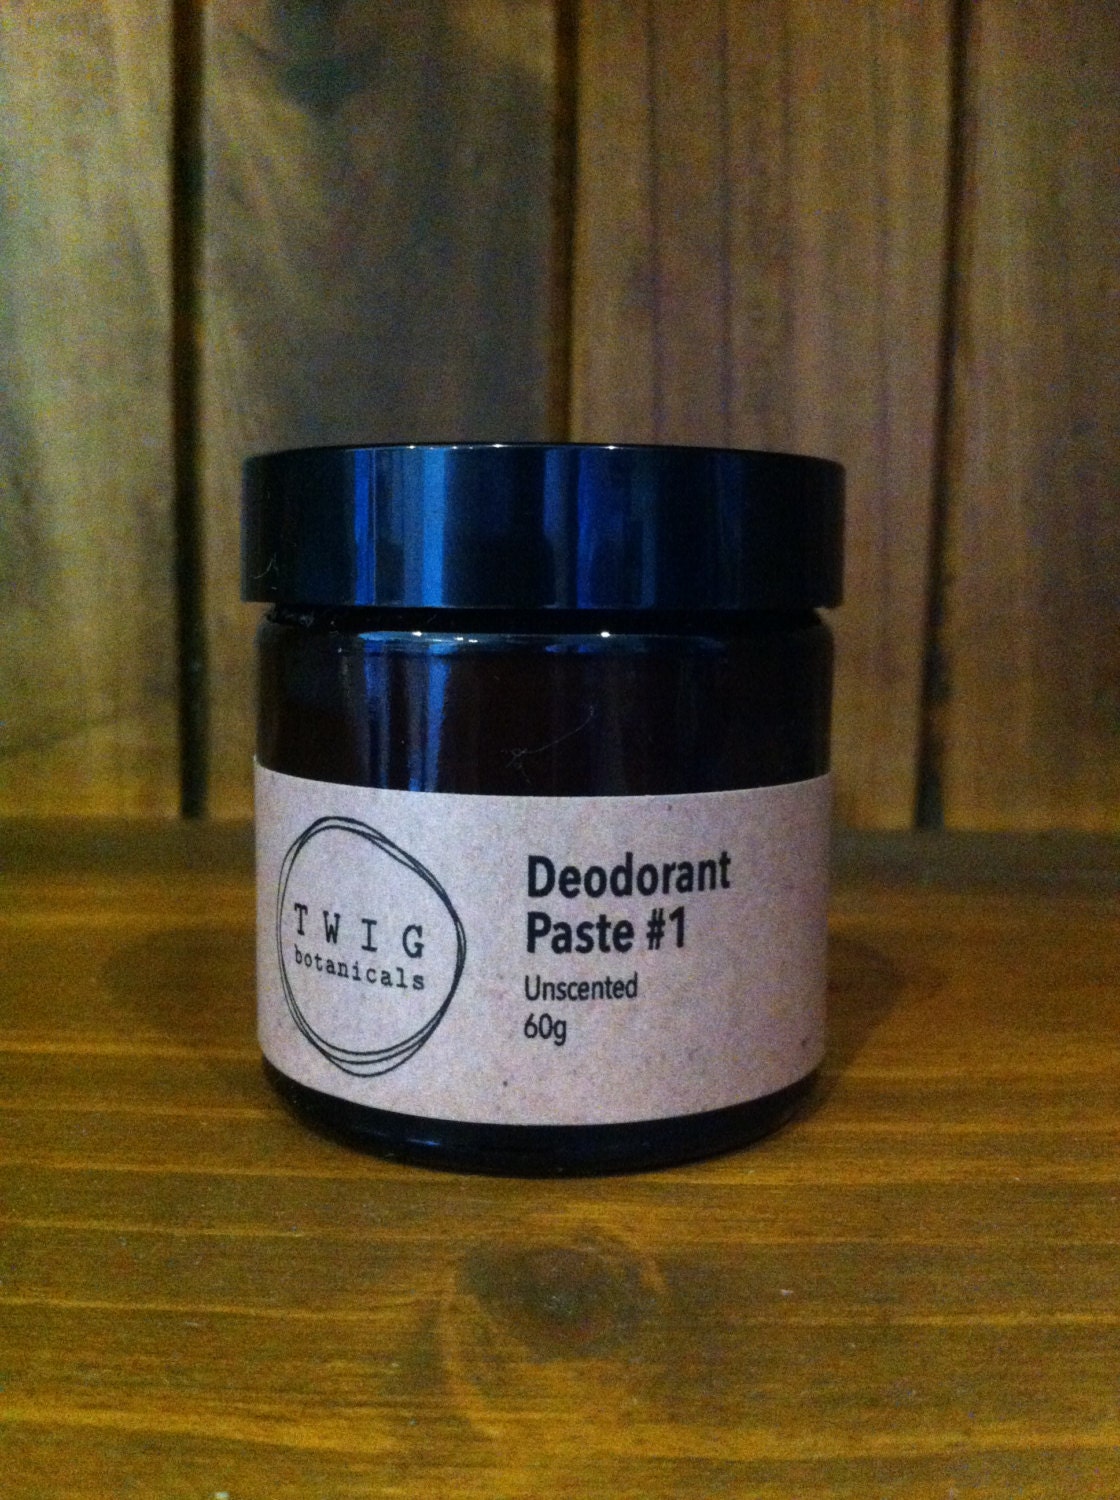 TWIG
botanicals
Deodorant
Paste #1
Unscented
60g